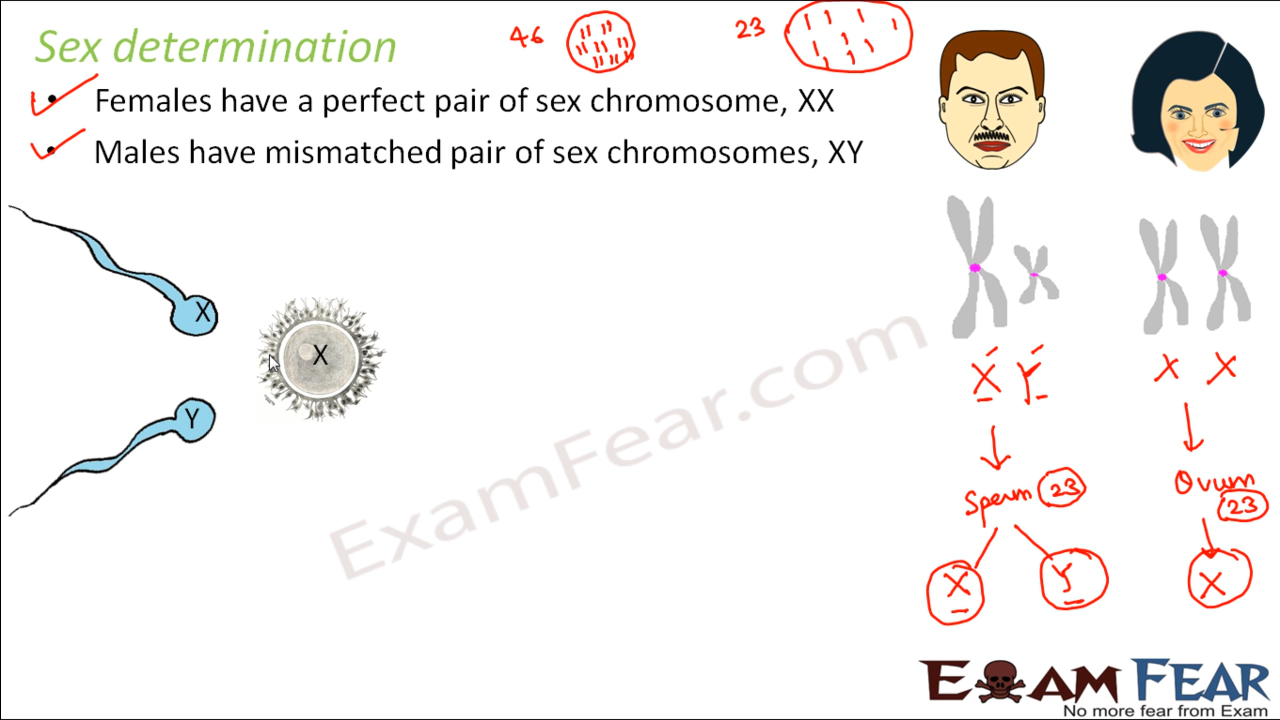 Sex determination
46
23
• Females have a perfect pair of sex chromosome, XX
• Males have mismatched pair of sex chromosomes, XY
X
X
Y
X Y
X X
Sperm 23
Ovum
23
X
Y
X
ExamFear.com
EXAM FEAR
No more fear from Exam